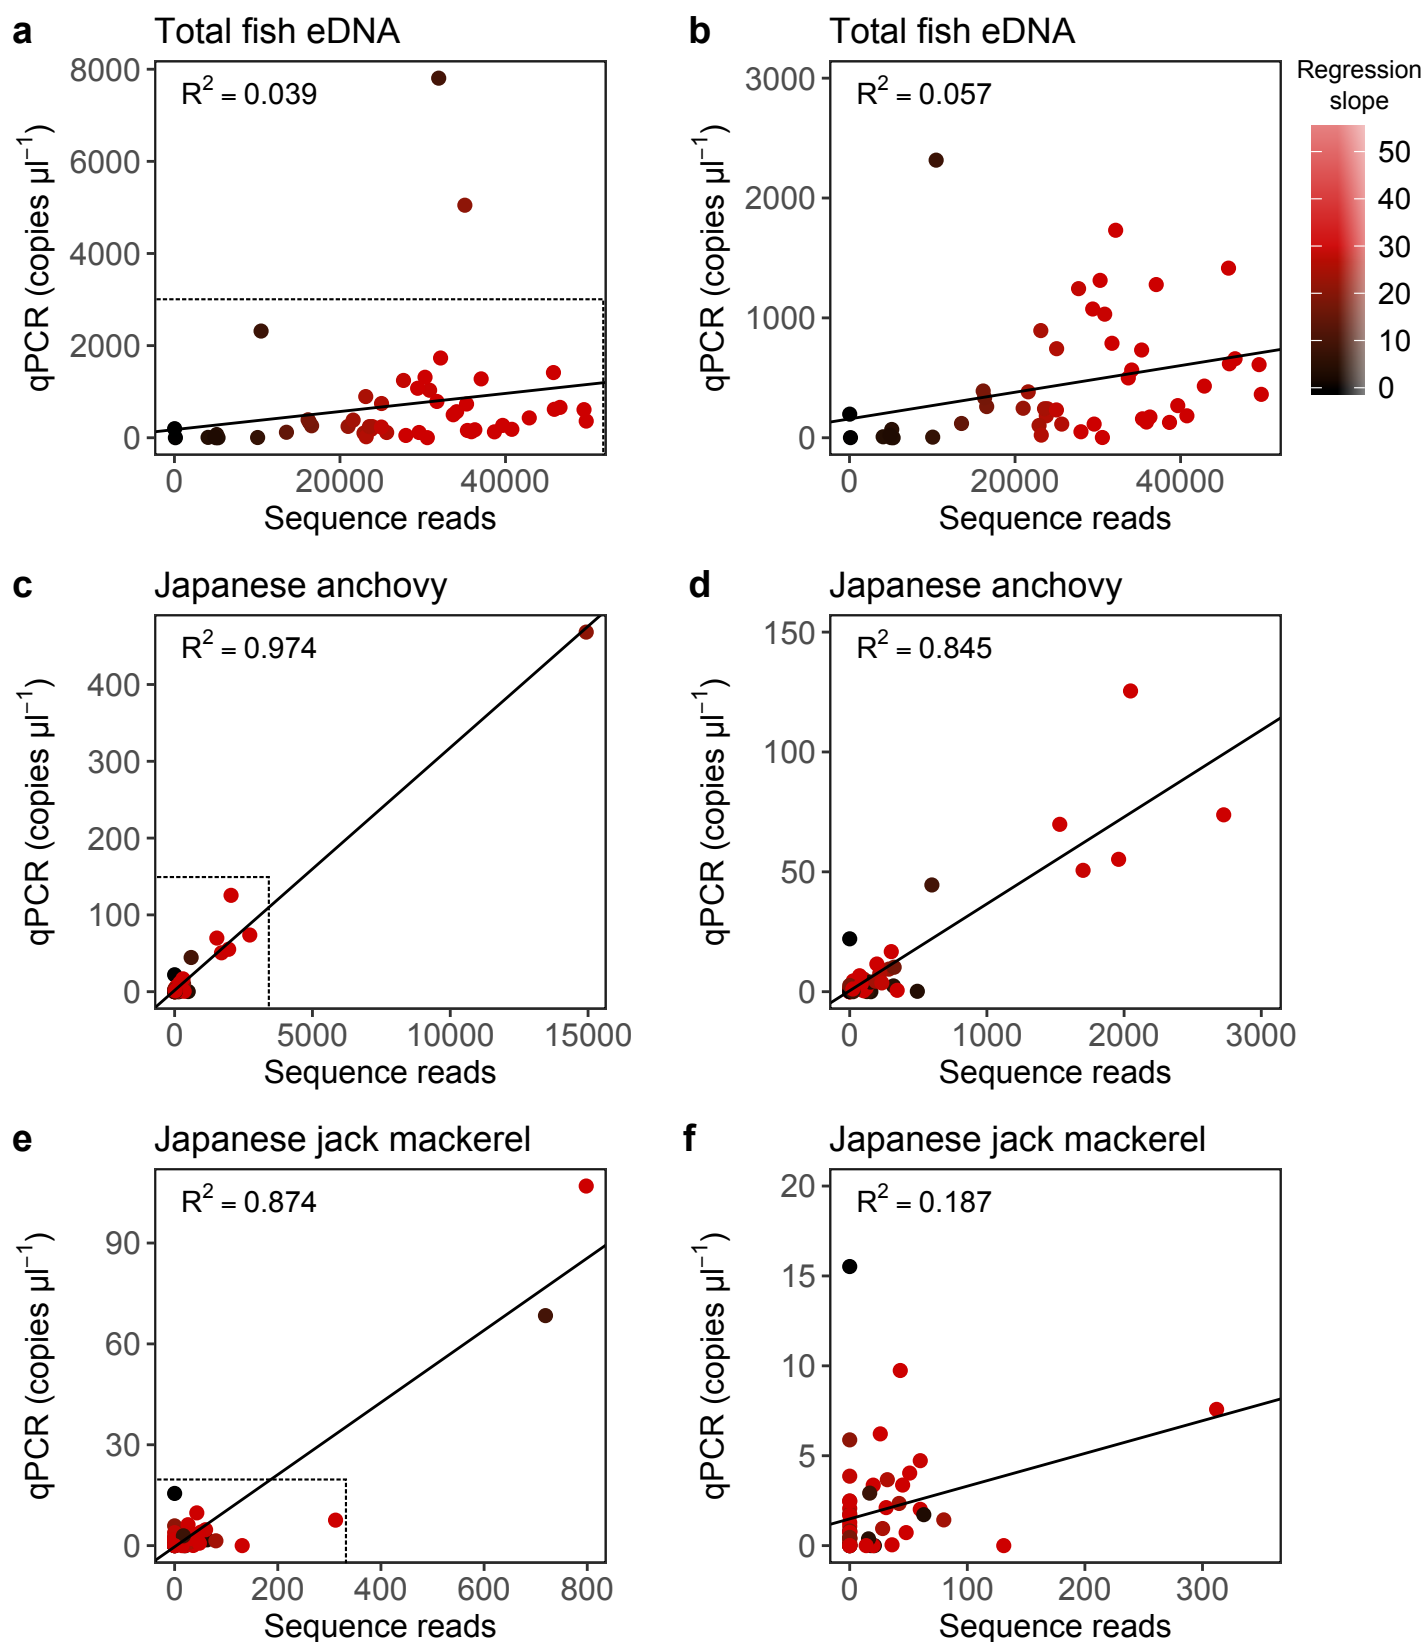 a Total fish eDNA
R² = 0.039
qPCR (copies µl⁻¹)
8000
6000
4000
2000
0
0 20000 40000
Sequence reads
b Total fish eDNA
R² = 0.057
qPCR (copies µl⁻¹)
3000
2000
1000
0
0 20000 40000
Sequence reads
Regression
slope
50
40
30
20
10
0
c Japanese anchovy
R² = 0.974
qPCR (copies µl⁻¹)
400
300
200
100
0
0 5000 10000 15000
Sequence reads
d Japanese anchovy
R² = 0.845
qPCR (copies µl⁻¹)
150
100
50
0
0 1000 2000 3000
Sequence reads
e Japanese jack mackerel
R² = 0.874
qPCR (copies µl⁻¹)
90
60
30
0
0 200 400 600 800
Sequence reads
f Japanese jack mackerel
R² = 0.187
qPCR (copies µl⁻¹)
20
15
10
5
0
0 100 200 300
Sequence reads